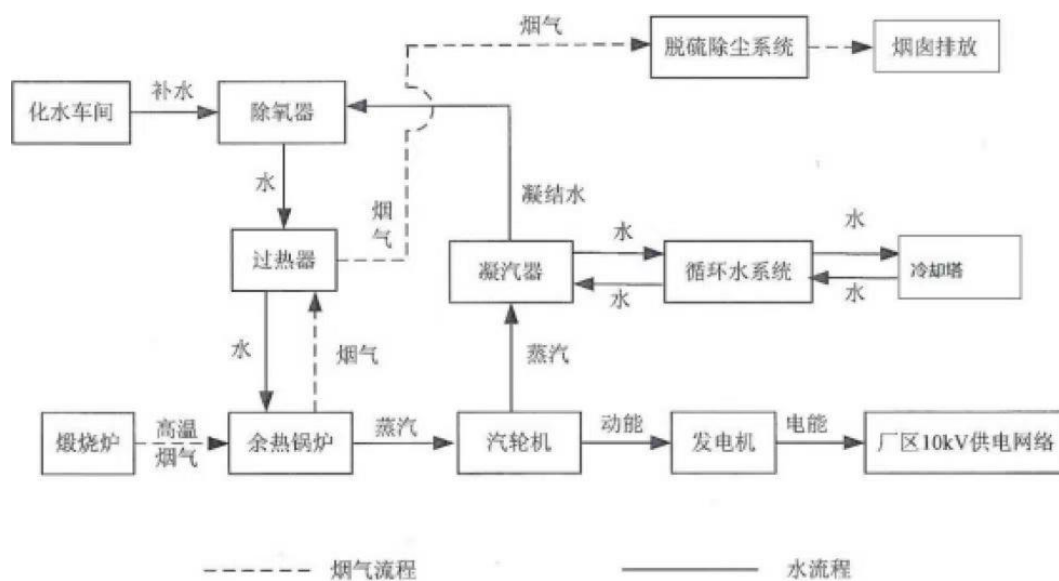 烟气
脱硫除尘系统
烟囱排放
化水车间
补水
除氧器
水
烟
气
凝结水
过热器
凝汽器
水
水
循环水系统
水
水
冷却塔
水
烟气
蒸汽
煅烧炉
高温
烟气
余热锅炉
蒸汽
汽轮机
动能
发电机
电能
厂区10kV供电网络
烟气流程
水流程